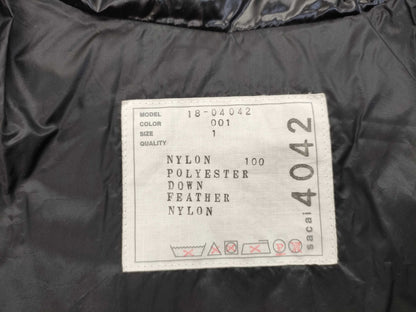 MODEL 18-04042
COLOR 001
SIZE 1
QUALITY
NYLON 100
POLYESTER
DOWN
FEATHER
NYLON
sacai 4042